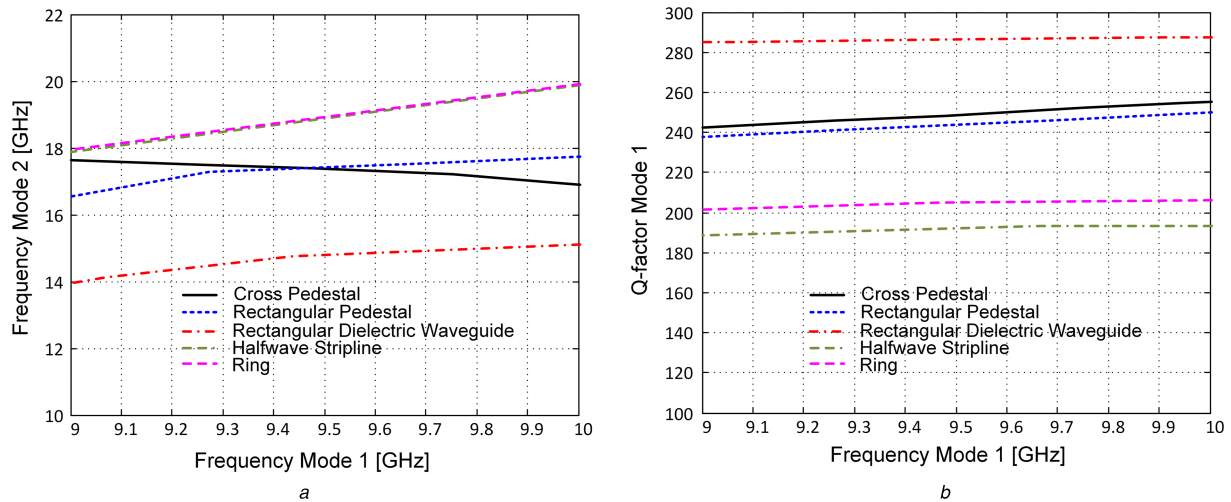 22
20
18
16
14
12
10
Frequency Mode 2 [GHz]
Cross Pedestal
Rectangular Pedestal
Rectangular Dielectric Waveguide
Halfwave Stripline
Ring
9 9.1 9.2 9.3 9.4 9.5 9.6 9.7 9.8 9.9 10
Frequency Mode 1 [GHz]
a
300
280
260
240
220
200
180
160
140
120
100
Q-factor Mode 1
Cross Pedestal
Rectangular Pedestal
Rectangular Dielectric Waveguide
Halfwave Stripline
Ring
9 9.1 9.2 9.3 9.4 9.5 9.6 9.7 9.8 9.9 10
Frequency Mode 1 [GHz]
b